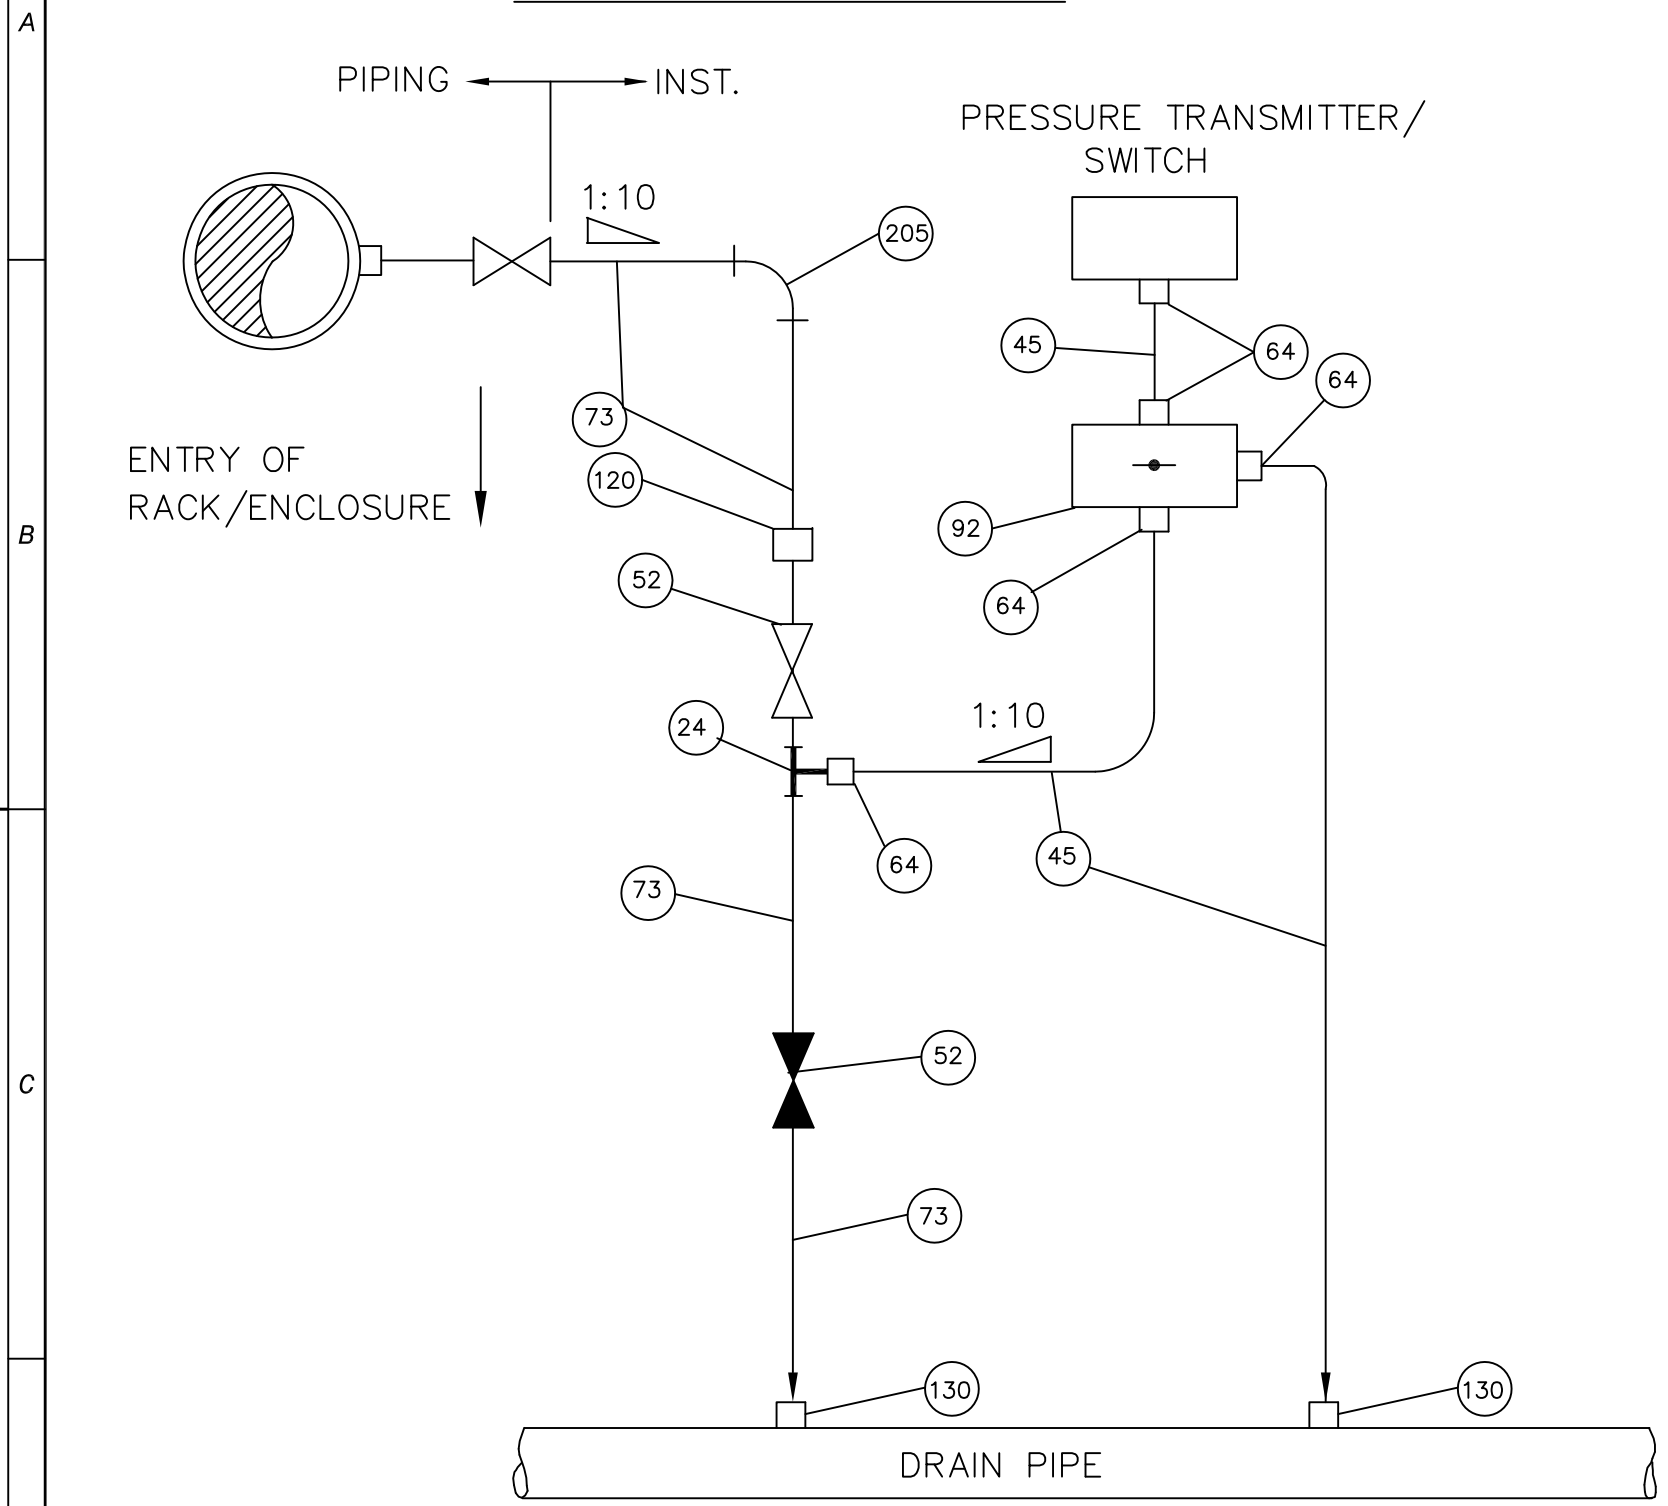 A
PIPING
INST.
PRESSURE TRANSMITTER/
SWITCH
1:10
205
45
64
64
73
ENTRY OF
RACK/ENCLOSURE
120
B
92
52
64
24
1:10
64
45
73
C
52
73
130
130
DRAIN PIPE